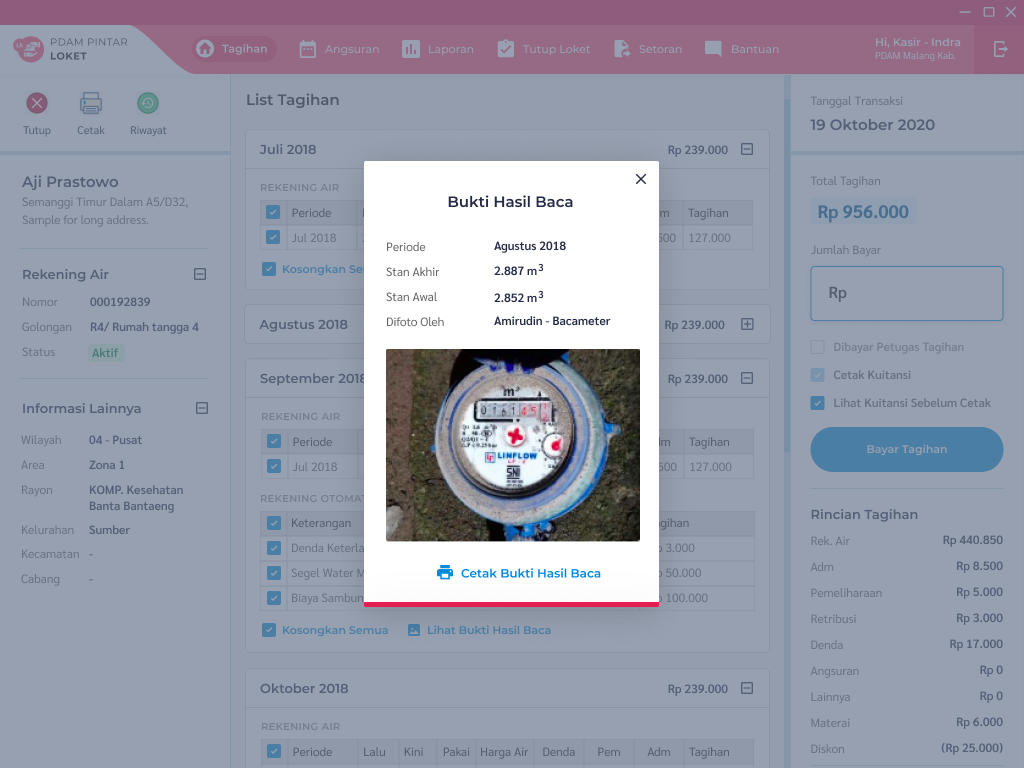 PDAM PINTAR
LOKET
Tagihan
Angsuran
Laporan
Tutup Loket
Setoran
Bantuan
Hi, Kasir - Indra
PDAM Malang Kab.
Tutup
Cetak
Riwayat
Aji Prastowo
Semanggi Timur Dalam A5/D32,
Sample for long address.
Rekening Air
Nomor 000192839
Golongan R4/ Rumah tangga 4
Status Aktif
Informasi Lainnya
Wilayah 04 - Pusat
Area Zona 1
Rayon KOMP. Kesehatan
Banta Bantaeng
Kelurahan Sumber
Kecamatan -
Cabang -
List Tagihan
Juli 2018 Rp 239.000
REKENING AIR
Periode Tagihan
Jul 2018 127.000
Kosongkan
Agustus 2018 Rp 239.000
September 2018 Rp 239.000
REKENING AIR
Periode Tagihan
Jul 2018 127.000
REKENING
Keterangan
Denda 3.000
Segel Water 50.000
Biaya 100.000
Kosongkan Semua Lihat Bukti Hasil Baca
Oktober 2018 Rp 239.000
REKENING AIR
Periode Lalu Kini Pakai Harga Air Denda Pem Adm Tagihan
Bukti Hasil Baca
Periode Agustus 2018
Stan Akhir 2.887 m³
Stan Awal 2.852 m³
Difoto Oleh Amirudin - Bacameter
m³
LINFLOW
SNI
Cetak Bukti Hasil Baca
Tanggal Transaksi
19 Oktober 2020
Total Tagihan
Rp 956.000
Jumlah Bayar
Rp
Dibayar Petugas Tagihan
Cetak Kuitansi
Lihat Kuitansi Sebelum Cetak
Bayar Tagihan
Rincian Tagihan
Rek. Air Rp 440.850
Adm Rp 8.500
Pemeliharaan Rp 5.000
Retribusi Rp 3.000
Denda Rp 17.000
Angsuran Rp 0
Lainnya Rp 0
Materai Rp 6.000
Diskon (Rp 25.000)